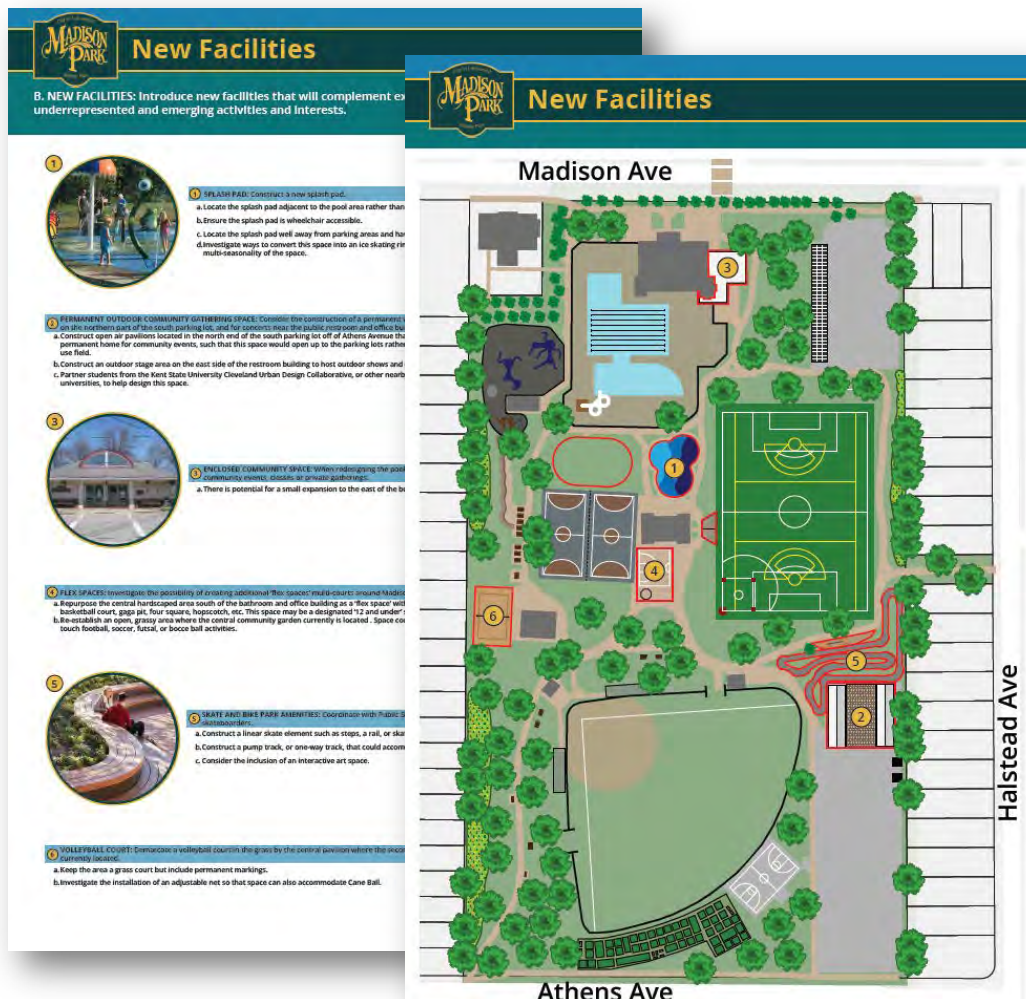 MADISON
PARK
New Facilities
B. NEW FACILITIES: Introduce new facilities that will complement ex
underrepresented and emerging activities and interests.
1
1 SPLASH PAD: Construct a new splash pad.
a. Locate the splash pad adjacent to the pool area rather than
b. Ensure the splash pad is wheelchair accessible.
c. Locate the splash pad well away from parking areas and ha
d. Investigate ways to convert this space into an ice skating rin
multi-seasonality of the space.
2 PERMANENT OUTDOOR COMMUNITY GATHERING SPACE: Consider the construction of a permanent
on the northern part of the south parking lot, and for concerts near the public restroom and office bu
a. Construct open air pavilions located in the north end of the south parking lot off of Athens Avenue tha
permanent home for community events, such that this space would open up to the parking lots rathe
use field.
b. Construct an outdoor stage area on the east side of the restroom building to host outdoor shows and
c. Partner students from the Kent State University Cleveland Urban Design Collaborative, or other nearb
universities, to help design this space.
3
3 ENCLOSED COMMUNITY SPACE: When redesigning the poo
community events, classes or private gatherings.
a. There is potential for a small expansion to the east of the b
4 FLEX SPACES: Investigate the possibility of creating additional 'flex spaces' multi-courts around Madis
a. Repurpose the central hardscaped area south of the bathroom and office building as a 'flex space' wit
basketball court, gaga pit, four square, hopscotch, etc. This space may be a designated '12 and under'
b. Re-establish an open, grassy area where the central community garden currently is located . Space co
touch football, soccer, futsal, or bocce ball activities.
5
5 SKATE AND BIKE PARK AMENITIES: Coordinate with Public S
skateboarders.
a. Construct a linear skate element such as steps, a rail, or ska
b. Construct a pump track, or one-way track, that could accom
c. Consider the inclusion of an interactive art space.
6 VOLLEYBALL COURT: Demarcate a volleyball court in the grass by the central pavilion where the seco
currently located.
a. Keep the area a grass court but include permanent markings.
b. Investigate the installation of an adjustable net so that space can also accommodate Cane Ball.
MADISON
PARK
New Facilities
Madison Ave
3
1
4
6
5
2
Halstead Ave
Athens Ave